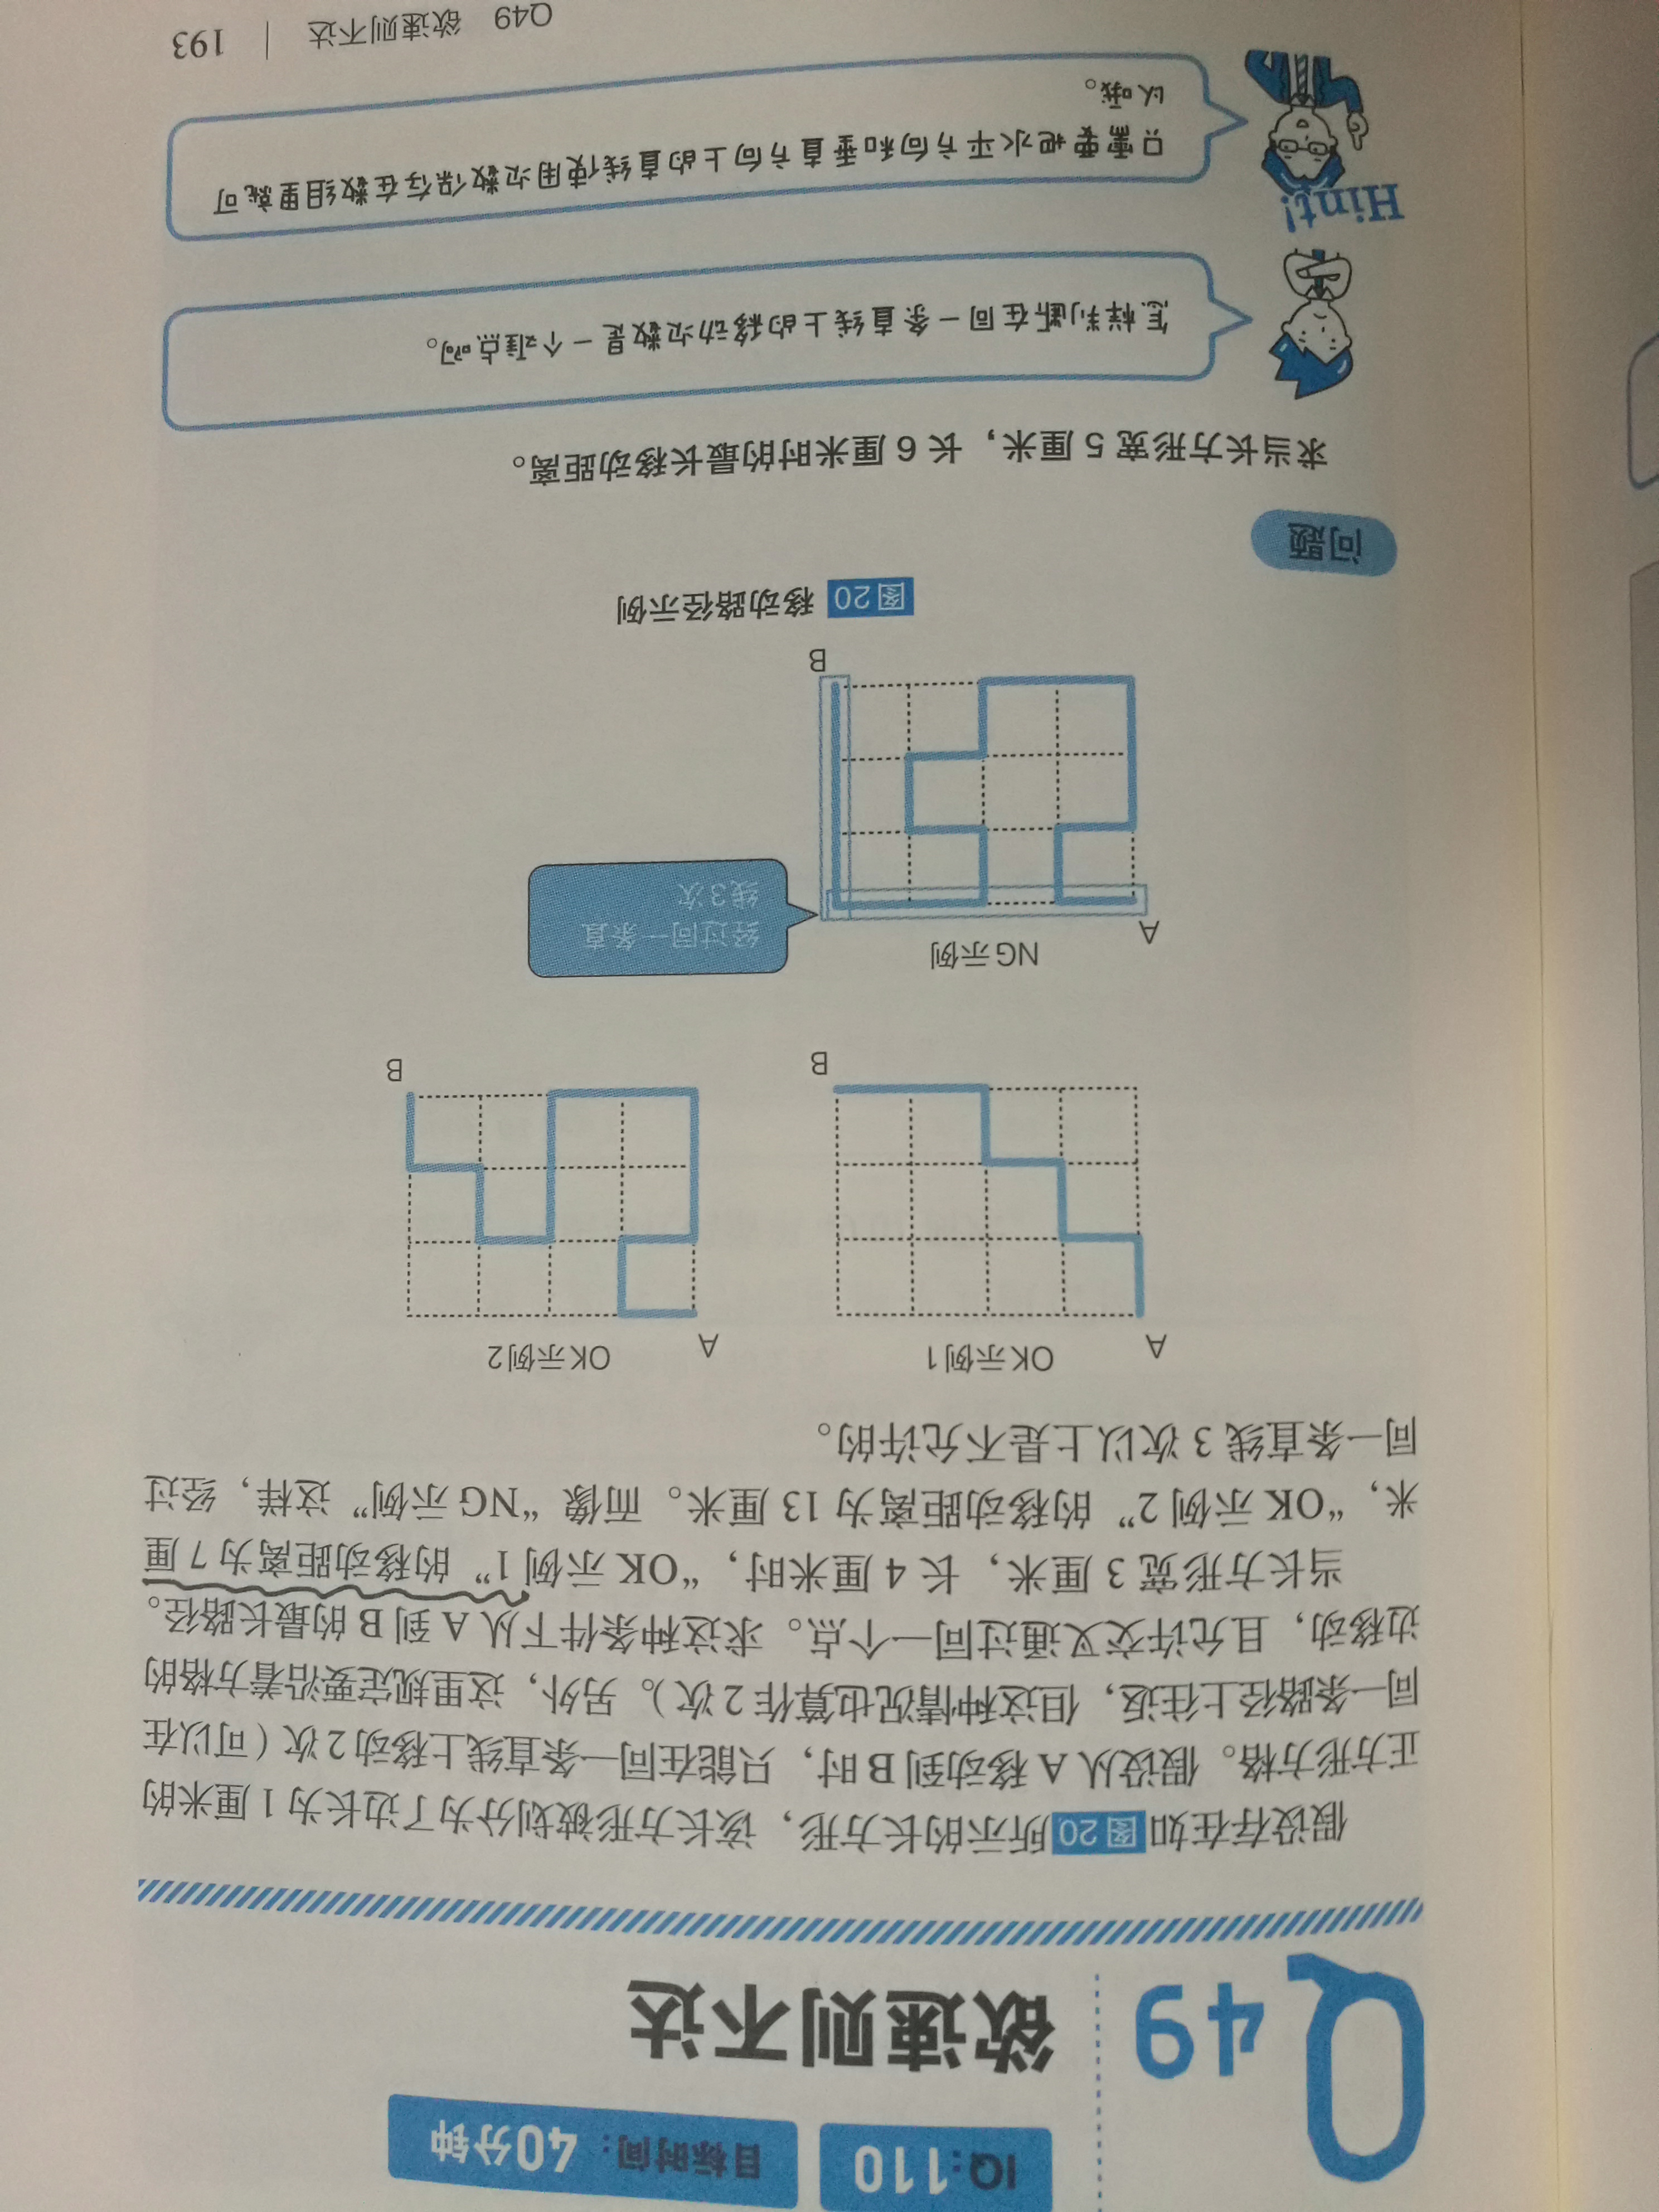 Q49
IQ:110
目标时间：40分钟
欲速则不达
假设存在如图20所示的长方形，该长方形被划分为了边长为1厘米的
正方形方格。假设从A移动到B时，只能在同一条直线上移动2次（可以在
同一条路径上往返，但这种情况也算作2次）。另外，这里规定要沿着方格的
边移动，且允许交叉通过同一个点。求这种条件下从A到B的最长路径。
当长方形宽3厘米，长4厘米时，“OK示例1”的移动距离为7厘
米，“OK示例2”的移动距离为13厘米。而像“NG示例”这样，经过
同一条直线3次以上是不允许的。
A
OK示例1
B
A
OK示例2
B
A
NG示例
经过同一条直
线3次
B
图20 移动路径示例
问题
求当长方形宽5厘米，长6厘米时的最长移动距离。
怎样判断在同一条直线上的移动次数是一个难点啊。
Hint!
只需要把水平方向和垂直方向上的直线使用次数保存在数组里就可
以哦。
Q49 欲速则不达 | 193